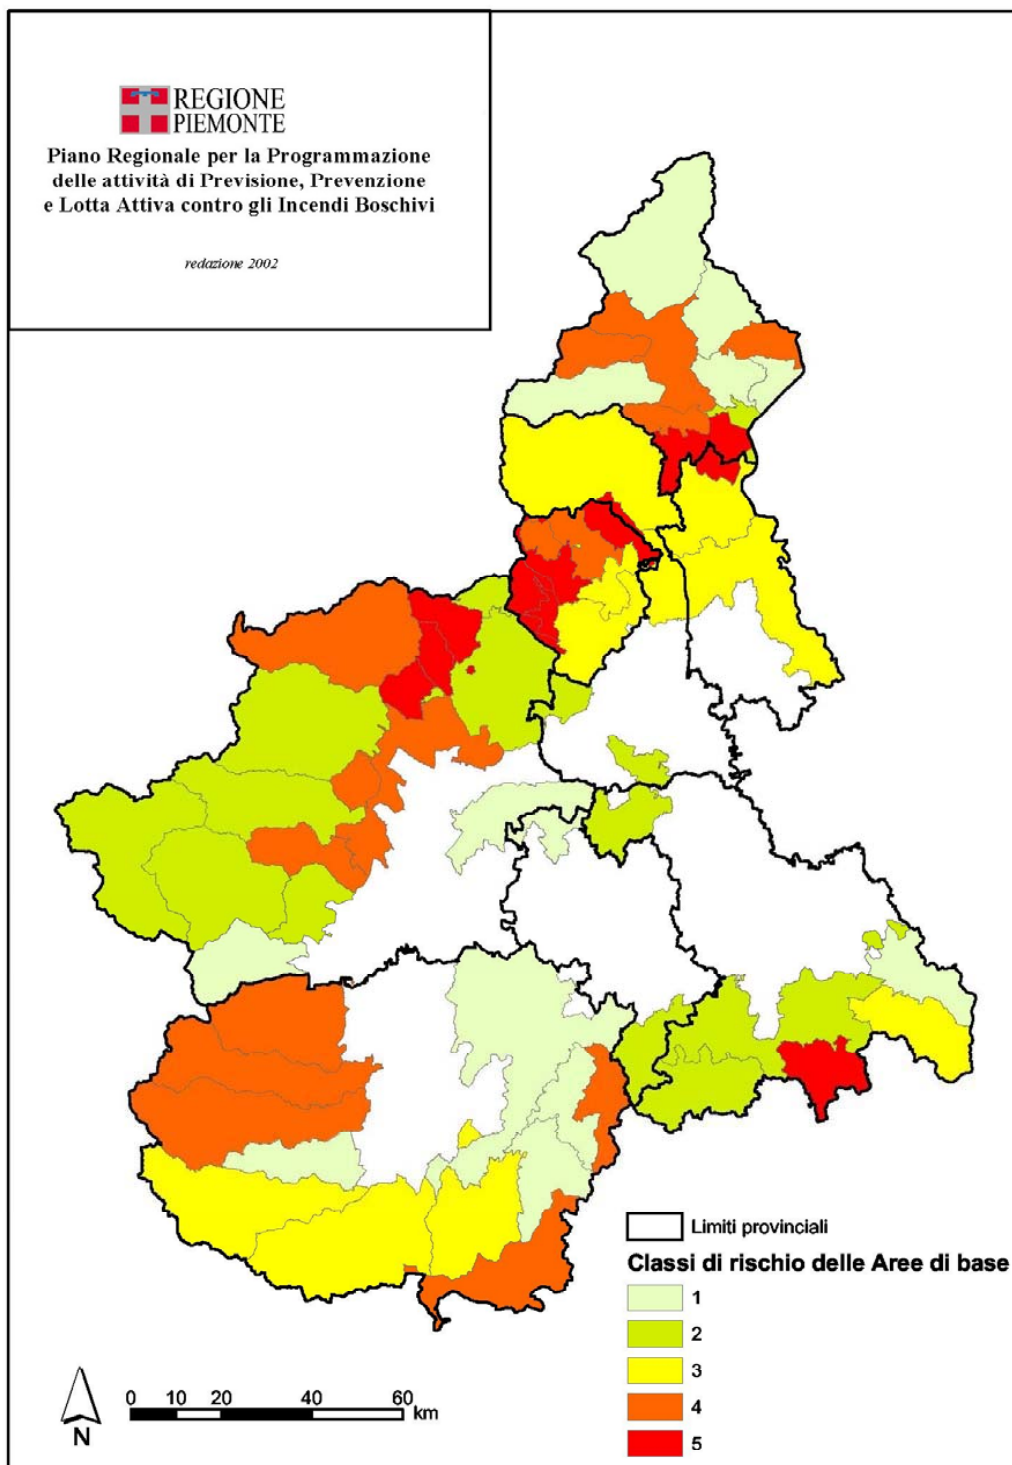 REGIONE
PIEMONTE
Piano Regionale per la Programmazione
delle attività di Previsione, Prevenzione
e Lotta Attiva contro gli Incendi Boschivi
redazione 2002
Limiti provinciali
Classi di rischio delle Aree di base
1
2
3
4
5
0 10 20 40 60
km
N